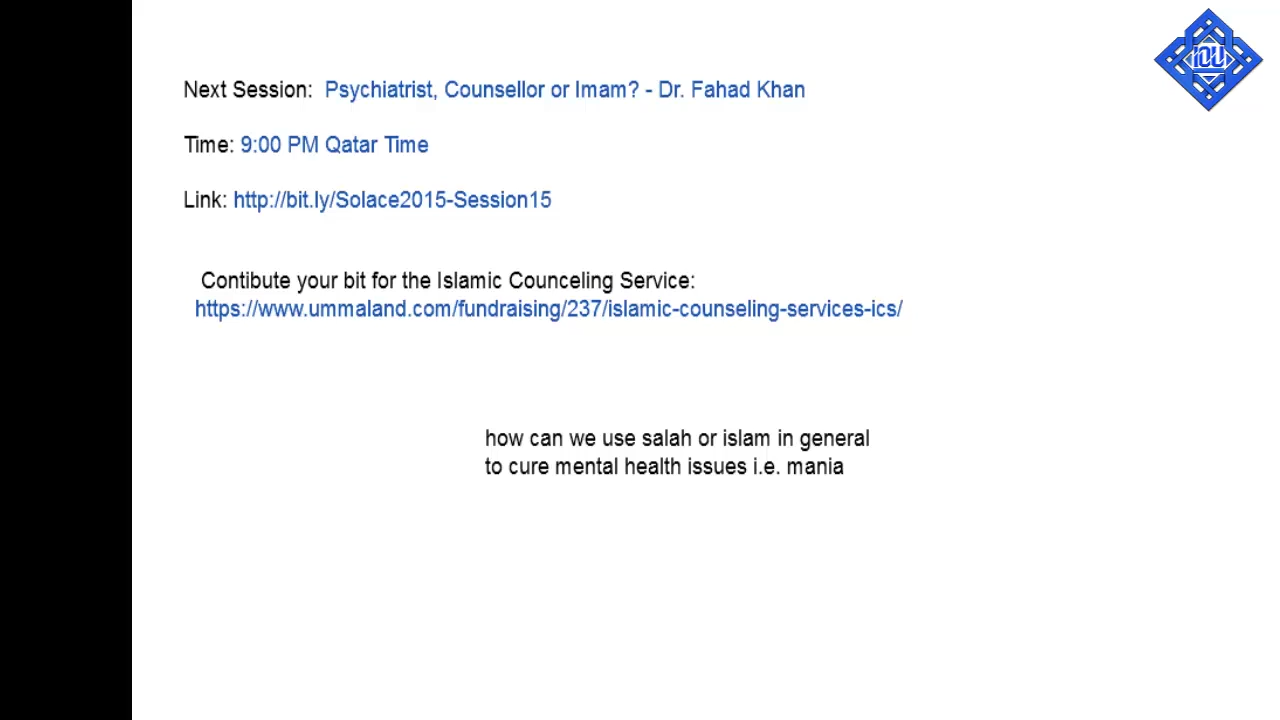 Next Session: Psychiatrist, Counsellor or Imam? - Dr. Fahad Khan
Time: 9:00 PM Qatar Time
Link: http://bit.ly/Solace2015-Session15
Contibute your bit for the Islamic Counceling Service:
https://www.ummaland.com/fundraising/237/islamic-counseling-services-ics/
how can we use salah or islam in general
to cure mental health issues i.e. mania